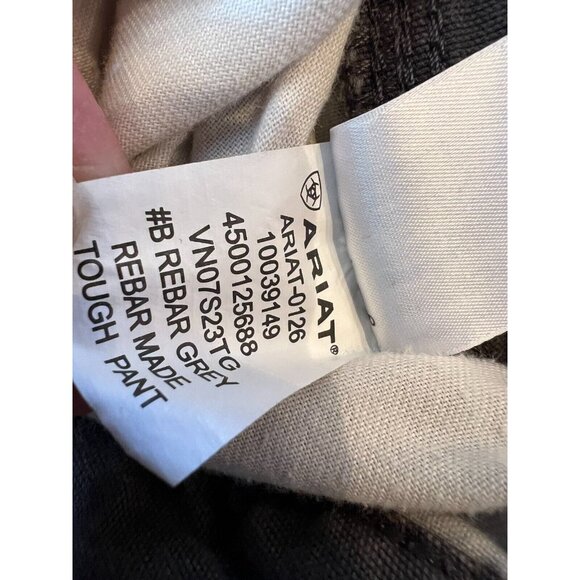 ARIAT®
ARIAT-0126
10039149
4500125688
VN07S23TG
#B REBAR GREY
REBAR MADE
TOUGH PANT